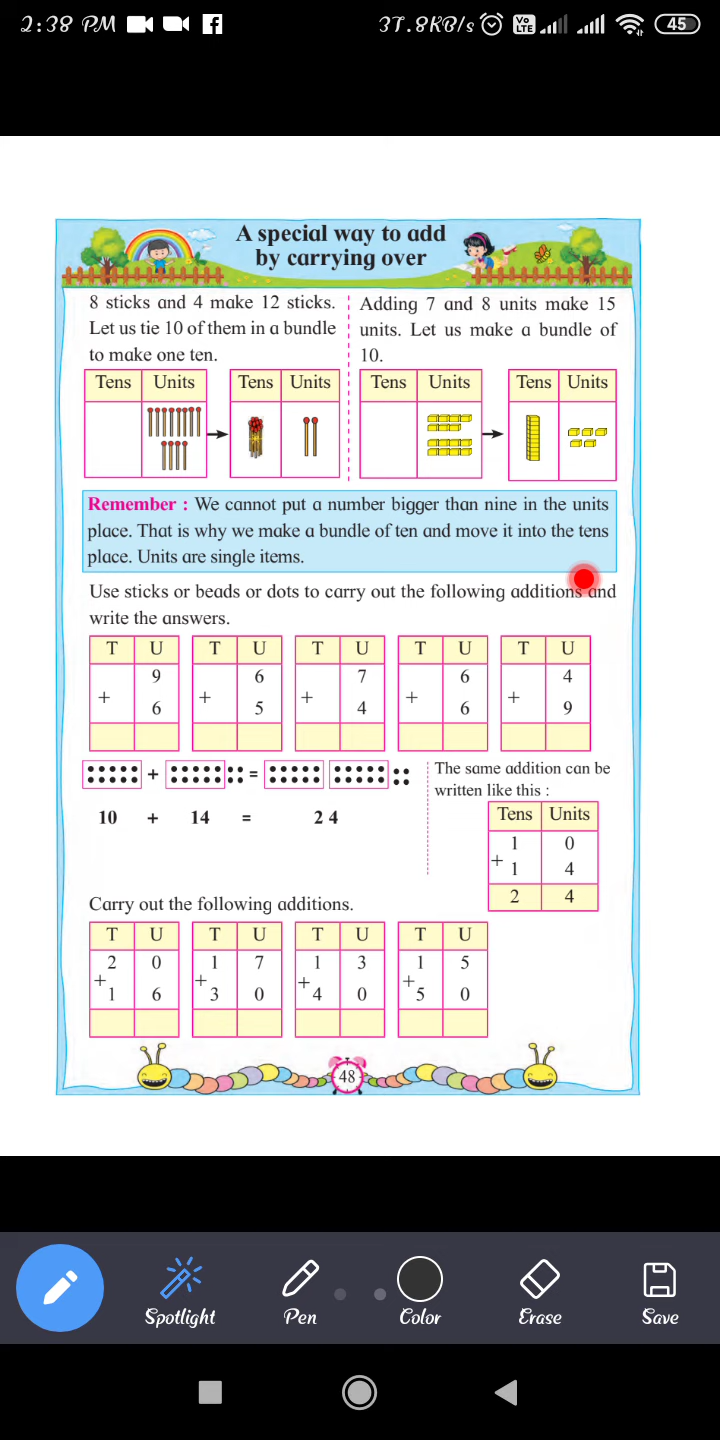 2:38 PM 37.8KB/s Vo LTE 45
A special way to add
by carrying over
8 sticks and 4 make 12 sticks.
Let us tie 10 of them in a bundle
to make one ten.
Tens Units Tens Units
Adding 7 and 8 units make 15
units. Let us make a bundle of
10.
Tens Units Tens Units
Remember : We cannot put a number bigger than nine in the units
place. That is why we make a bundle of ten and move it into the tens
place. Units are single items.
Use sticks or beads or dots to carry out the following additions and
write the answers.
T U T U T U T U T U
9 6 7 6 4
+ + + + +
6 5 4 6 9
+ =
10 + 14 = 2 4
The same addition can be
written like this :
Tens Units
1 0
+ 1 4
2 4
Carry out the following additions.
T U T U T U T U
2 0 1 7 1 3 1 5
+ + + +
1 6 3 0 4 0 5 0
48
Spotlight Pen Color Erase Save